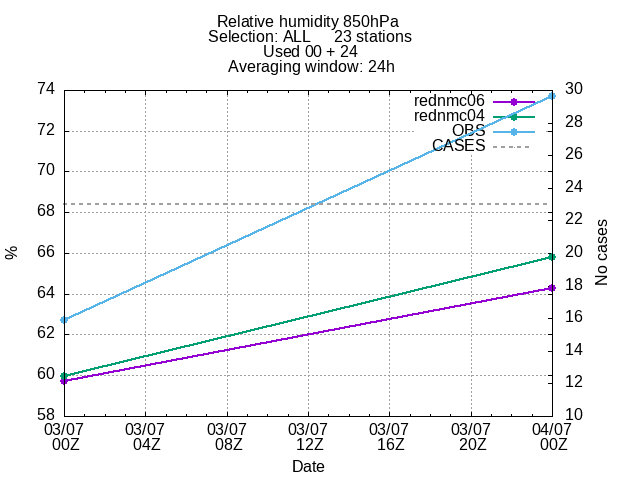 Relative humidity 850hPa
Selection: ALL 23 stations
Used 00 + 24
Averaging window: 24h
74
72
70
68
66
64
62
60
58
%
30
28
26
24
22
20
18
16
14
12
10
No cases
rednmc06
rednmc04
OBS
CASES
03/07 03/07 03/07 03/07 03/07 03/07 04/07
00Z 04Z 08Z 12Z 16Z 20Z 00Z
Date